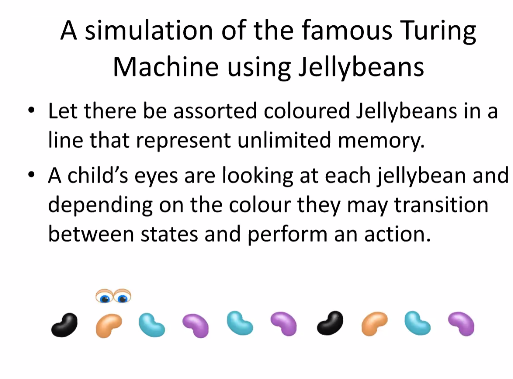 A simulation of the famous Turing
Machine using Jellybeans
• Let there be assorted coloured Jellybeans in a
line that represent unlimited memory.
• A child’s eyes are looking at each jellybean and
depending on the colour they may transition
between states and perform an action.